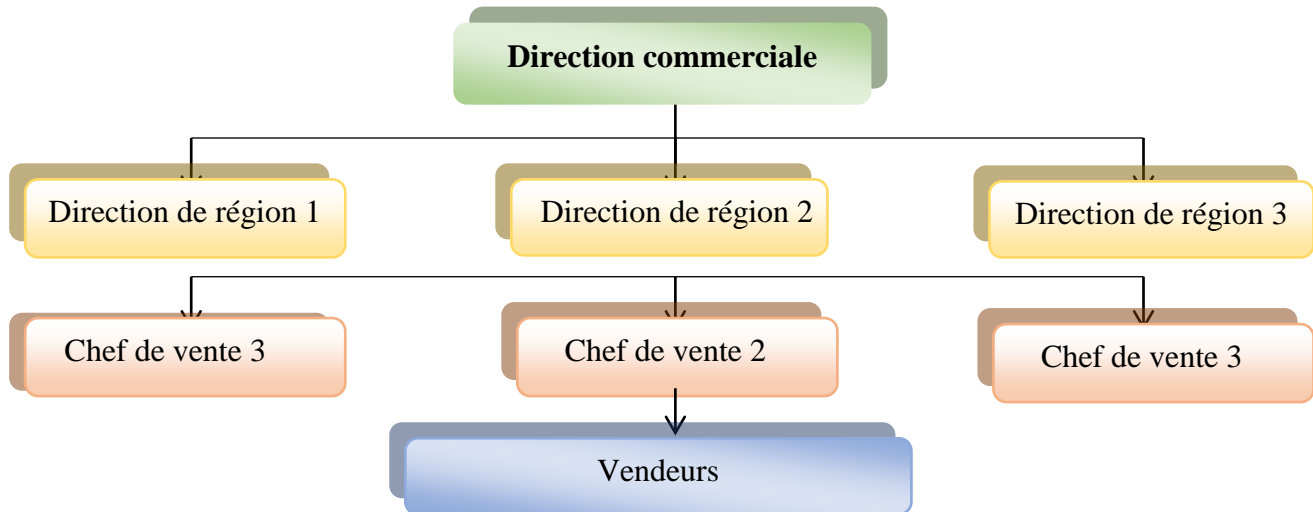 Direction commerciale
Direction de région 1
Direction de région 2
Direction de région 3
Chef de vente 3
Chef de vente 2
Chef de vente 3
Vendeurs